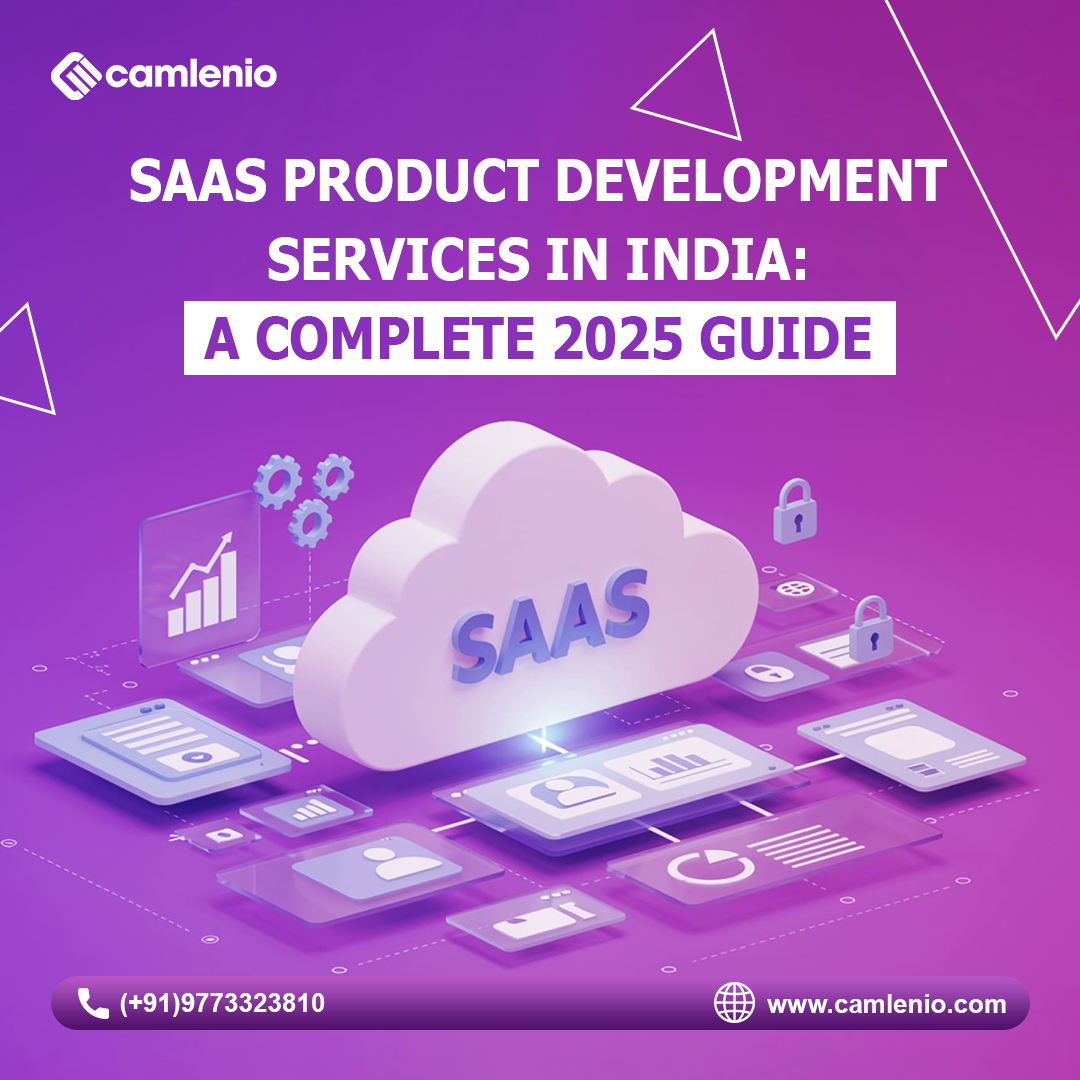 camlenio
SAAS PRODUCT DEVELOPMENT
SERVICES IN INDIA:
A COMPLETE 2025 GUIDE
SAAS
(+91)9773323810
www.camlenio.com